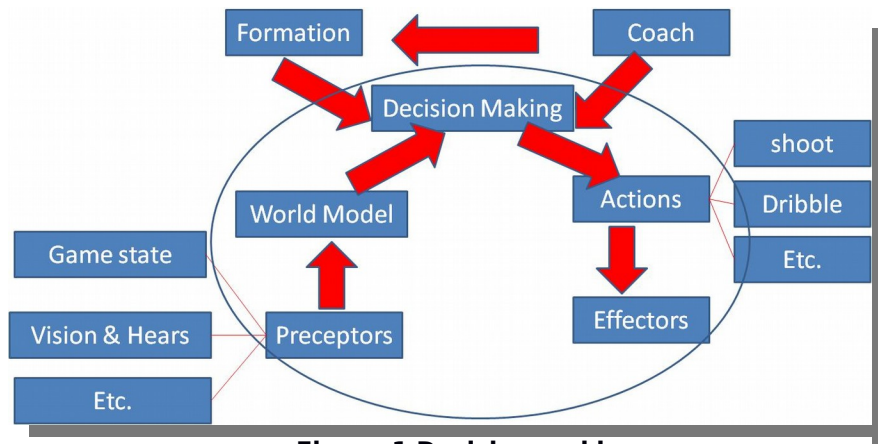 Formation
Coach
Decision Making
shoot
Actions
Dribble
World Model
Game state
Etc.
Effectors
Vision & Hears
Preceptors
Etc.